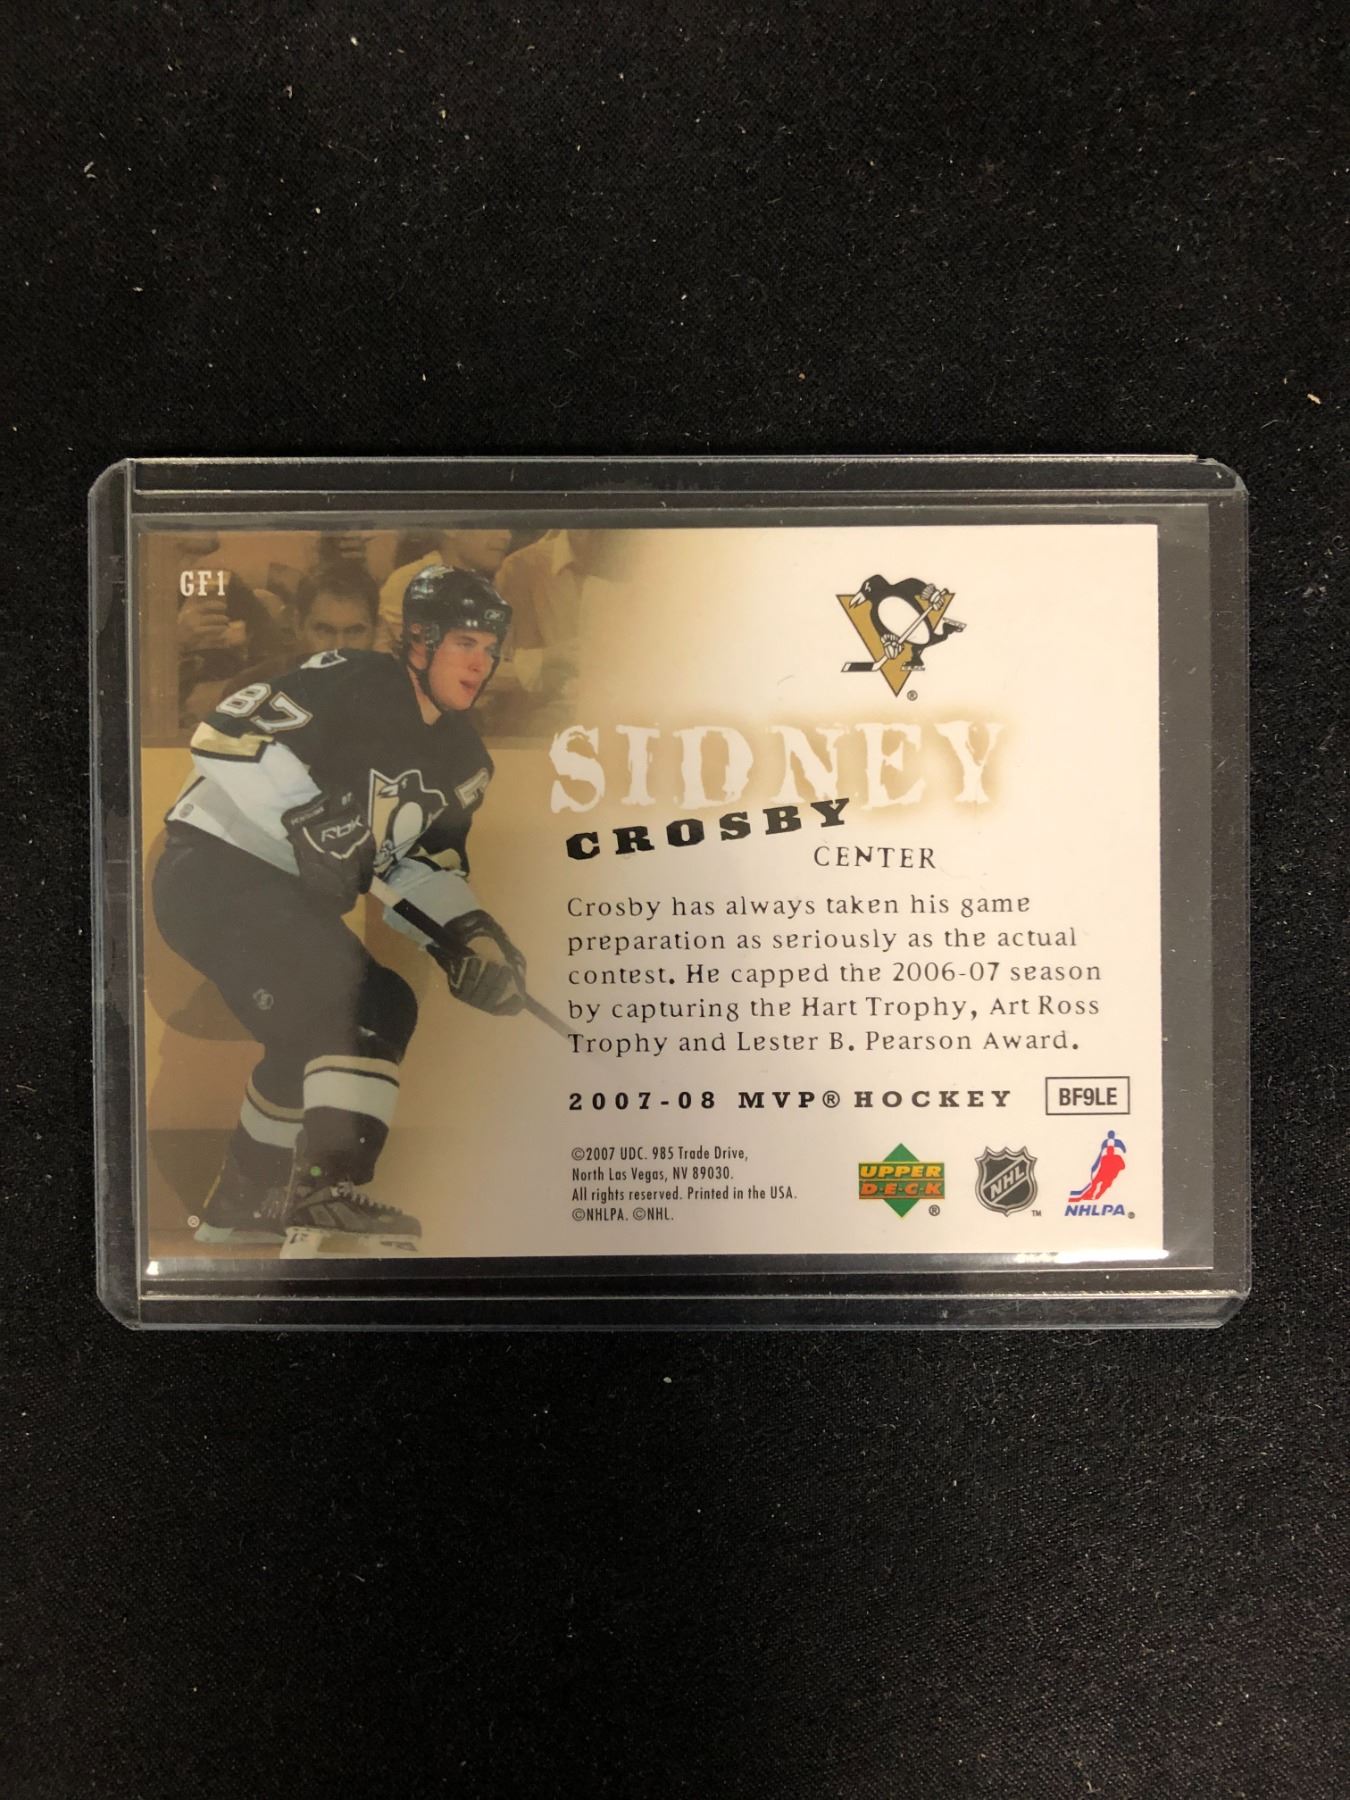 GF1
87
RBK
SIDNEY
CROSBY
CENTER
Crosby has always taken his game
preparation as seriously as the actual
contest. He capped the 2006-07 season
by capturing the Hart Trophy, Art Ross
Trophy and Lester B. Pearson Award.
2007-08 MVP® HOCKEY
BF9LE
©2007 UDC. 985 Trade Drive,
North Las Vegas, NV 89030.
All rights reserved. Printed in the USA.
©NHLPA. ©NHL.
UPPER
D·E·C·K
®
NHL
TM
NHLPA®